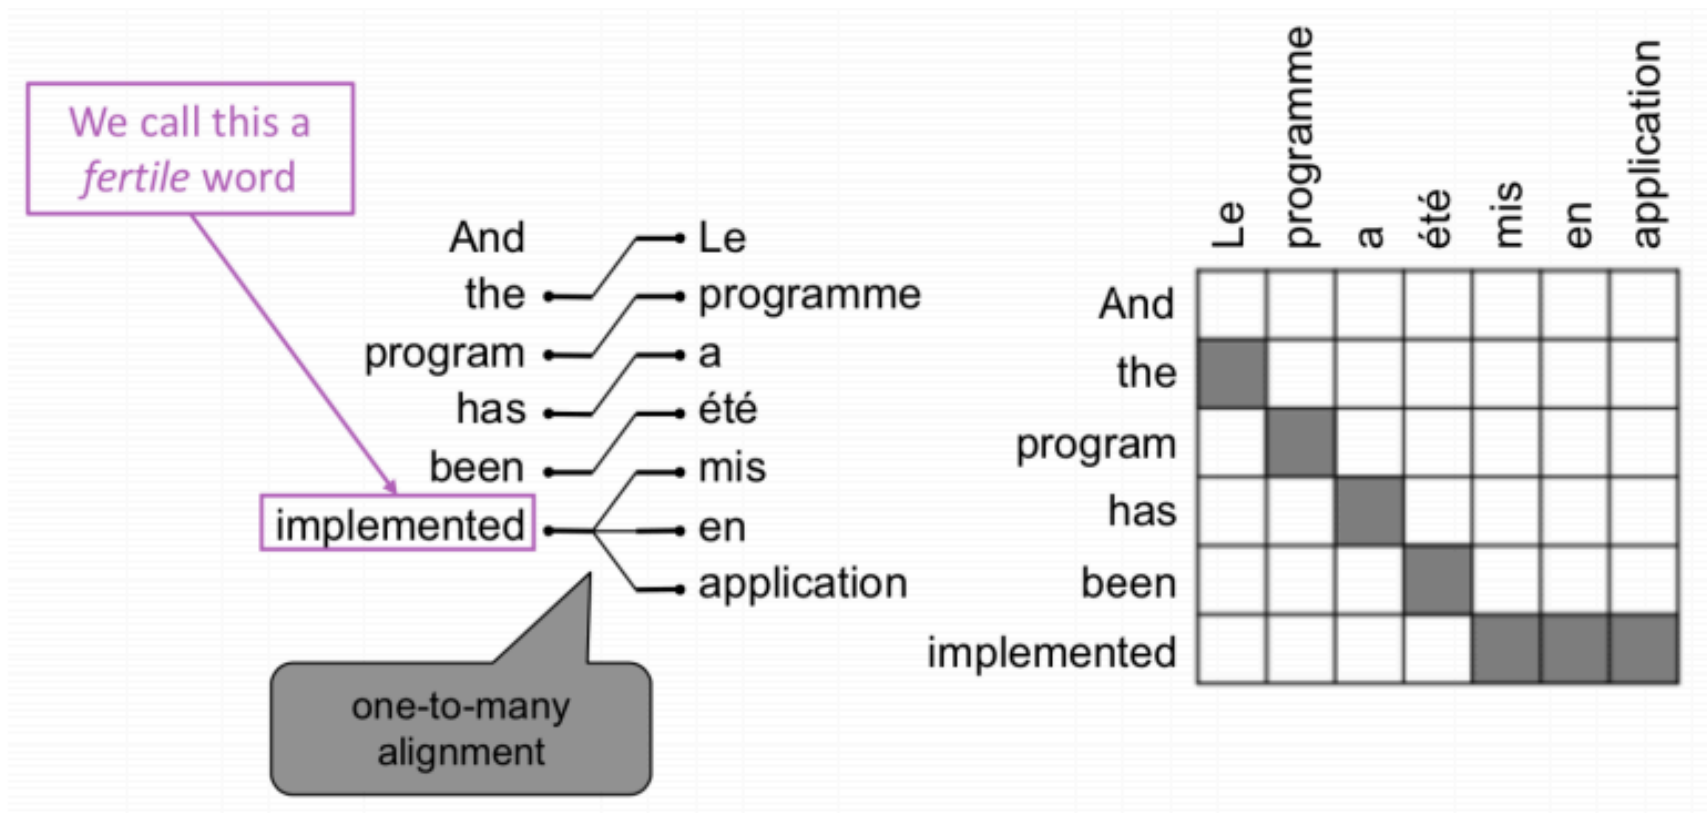 We call this a
fertile word
And
the
program
has
been
implemented
Le
programme
a
été
mis
en
application
one-to-many
alignment
Le
programme
a
été
mis
en
application
And
the
program
has
been
implemented